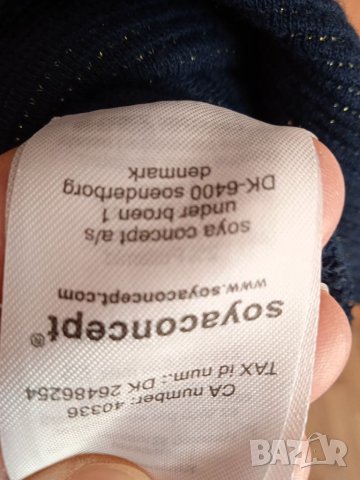 CA number: 40336
TAX id num.: DK 26486254
soyaconcept®
www.soyaconcept.com
soya concept a/s
under broen 1
DK-6400 soenderborg
denmark
BAZAR